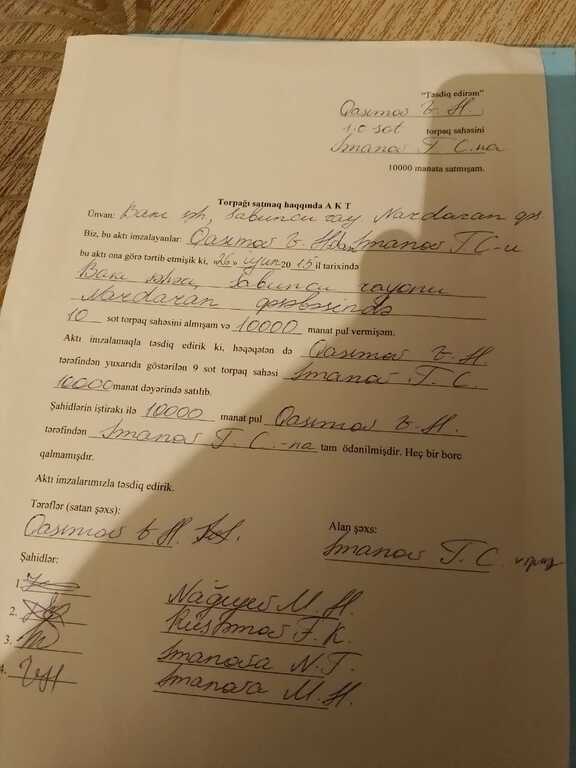 "Təsdiq edirəm"
Qasımov V. H.
10 sot torpaq sahəsini
İmanov T. C.na
10000 manata satmışam.
Torpağı satmaq haqqında A K T
Ünvan: Bakı şəh, Sabunçu ray Nardaran qəs
Biz, bu aktı imzalayanlar: Qasımov V. H.dan İmanov T C-u
bu aktı ona görə tərtib etmişik ki, "26" iyun 2015 il tarixində
Bakı şəhəri, Sabunçu rayonu
Nardaran qəsəbəsində
10 sot torpaq sahəsini almışam və 10000 manat pul vermişəm.
Aktı imzalamaqla təsdiq edirik ki, həqəqətən də Qasımov V. H
tərəfindən yuxarıda göstərilən 9 sot torpaq sahəsi İmanov T. C.
10000 manat dəyərində satılıb.
Şahidlərin iştirakı ilə 10000 manat pul Qasımov V. H.
tərəfindən İmanov T. C.-na tam ödənilmişdir. Heç bir borc
qalmamışdır.
Aktı imzalarımızla təsdiq edirik.
Tərəflər (satan şəxs):
Qasımov V. H.
Alan şəxs:
İmanov T. C.
Şahidlər:
1. Nağıyev M. H.
2. Rüstəmov F. K.
3. İmanova N. T.
4. İmanova M. H.